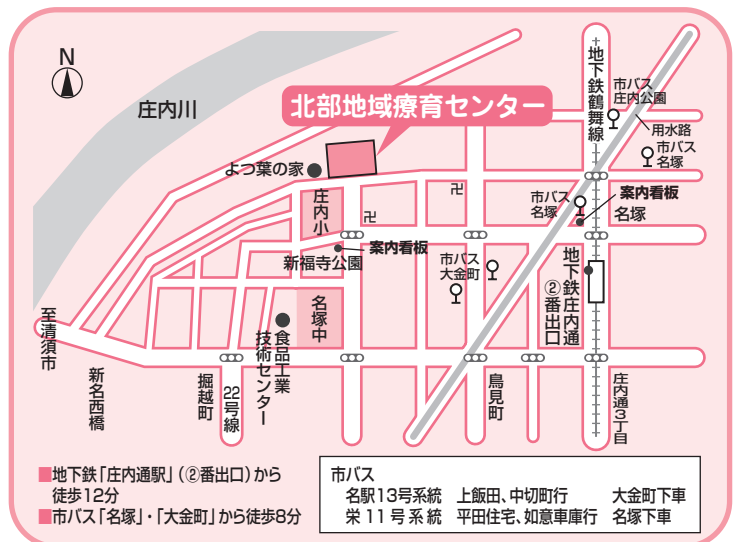 N
庄内川
北部地域療育センター
地下鉄鶴舞線
市バス
庄内公園
用水路
市バス
名塚
よつ葉の家
庄内小
卍
卍
市バス
名塚
案内看板
名塚
案内看板
新福寺公園
市バス
大金町
地下鉄庄内通
②番出口
名塚中
食品工業
技術センター
至清須市
新名西橋
堀越町
22号線
鳥見町
庄内通3丁目
■地下鉄「庄内通駅」(②番出口)から
徒歩12分
■市バス「名塚」・「大金町」から徒歩8分
市バス
名駅13号系統 上飯田、中切町行 大金町下車
栄11号系統 平田住宅、如意車庫行 名塚下車